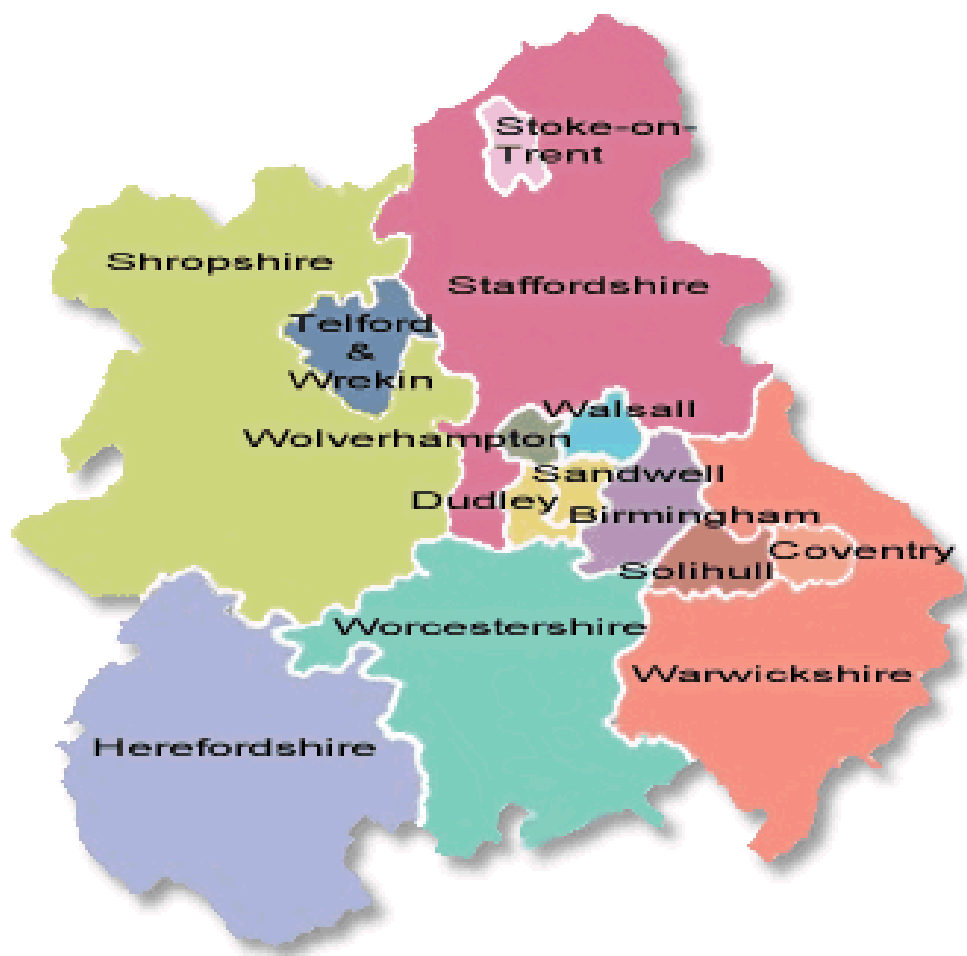 Stoke-on-
Trent
Shropshire
Staffordshire
Telford
&
Wrekin
Walsall
Wolverhampton
Sandwell
Dudley
Birmingham
Coventry
Solihull
Worcestershire
Warwickshire
Herefordshire